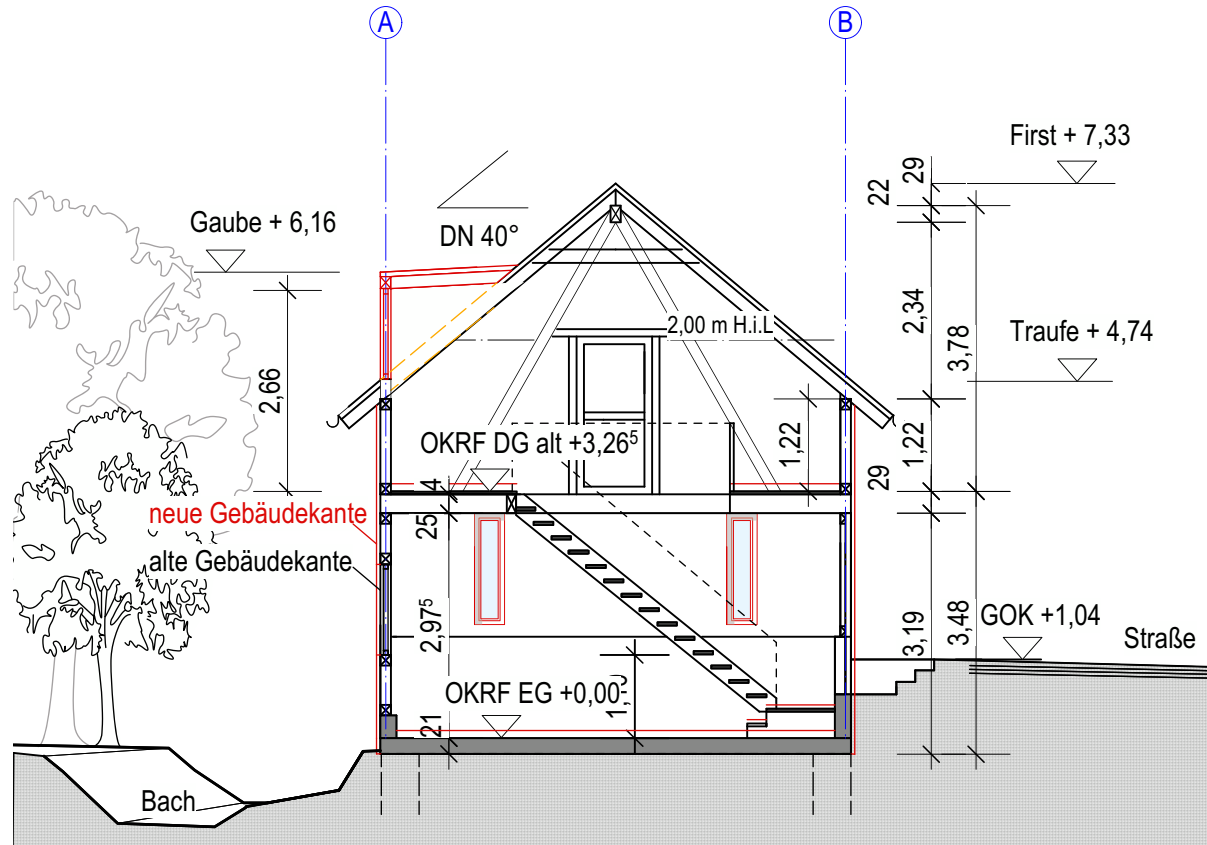 A
B
First + 7,33
29
22
Gaube + 6,16
DN 40°
2,34
2,00 m H.i.L
3,78
Traufe + 4,74
2,66
1,22
1,22
OKRF DG alt +3,26⁵
29
4
neue Gebäudekante
25
alte Gebäudekante
2,97⁵
3,19
3,48
GOK +1,04
Straße
OKRF EG +0,00
21
Bach